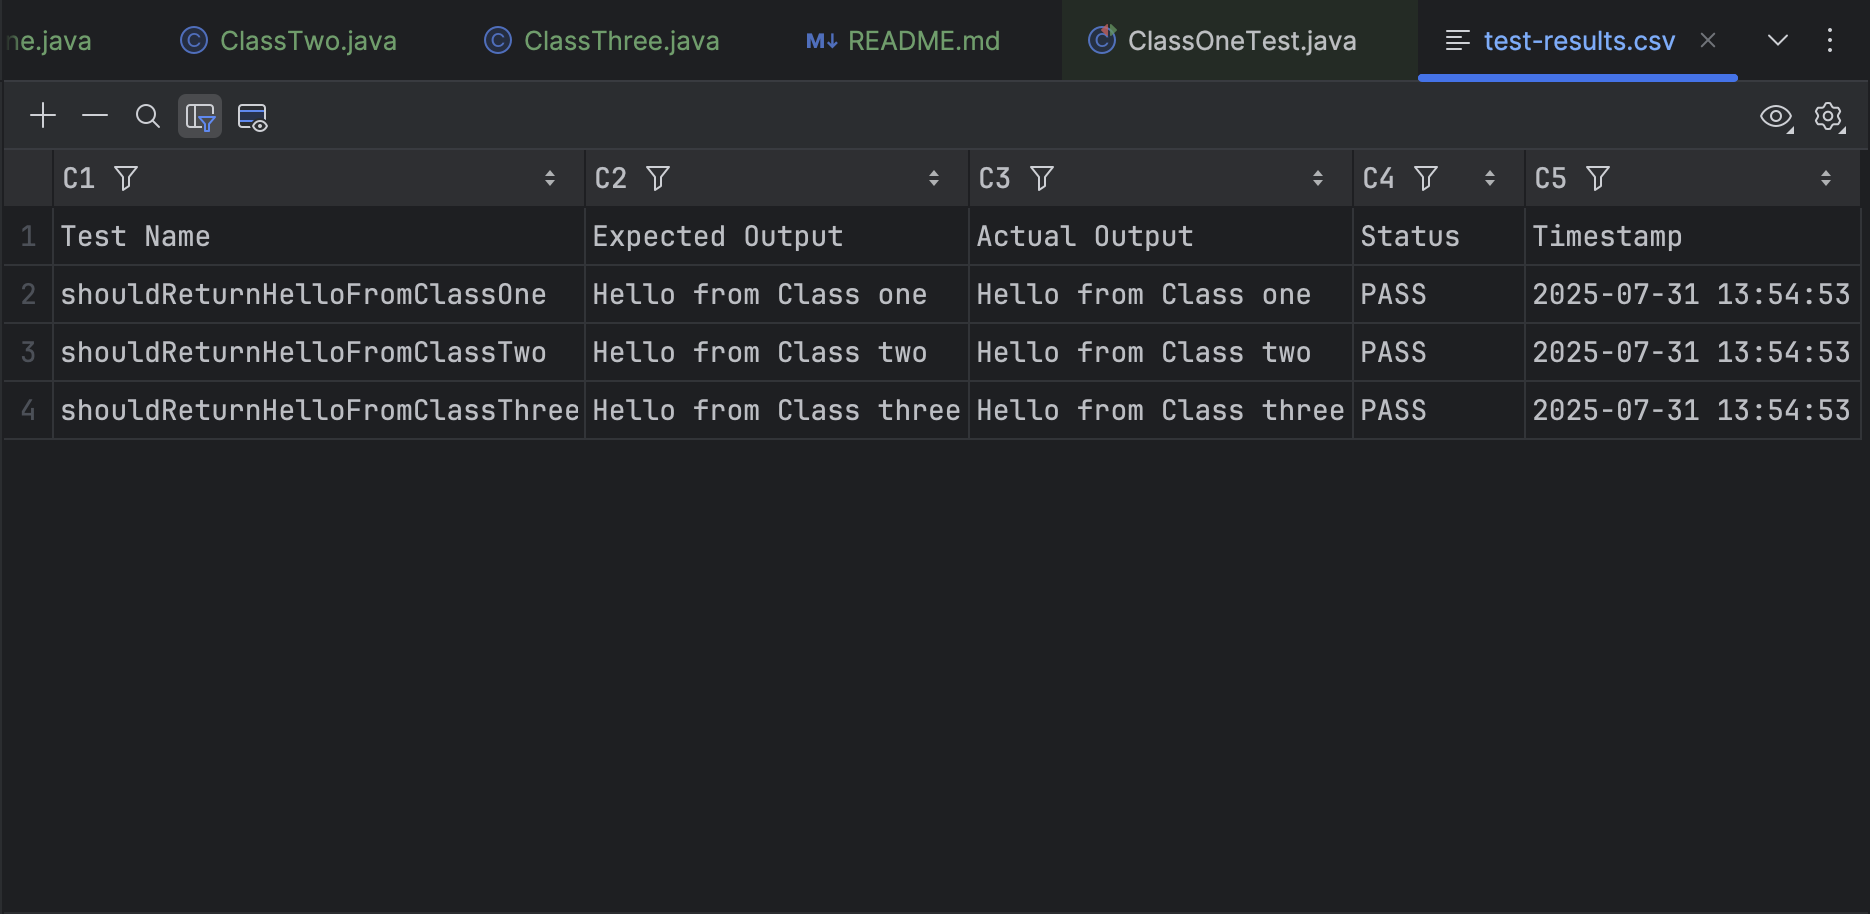 ne.java ClassTwo.java ClassThree.java M↓ README.md ClassOneTest.java test-results.csv
C1 C2 C3 C4 C5
1 Test Name Expected Output Actual Output Status Timestamp
2 shouldReturnHelloFromClassOne Hello from Class one Hello from Class one PASS 2025-07-31 13:54:53
3 shouldReturnHelloFromClassTwo Hello from Class two Hello from Class two PASS 2025-07-31 13:54:53
4 shouldReturnHelloFromClassThree Hello from Class three Hello from Class three PASS 2025-07-31 13:54:53